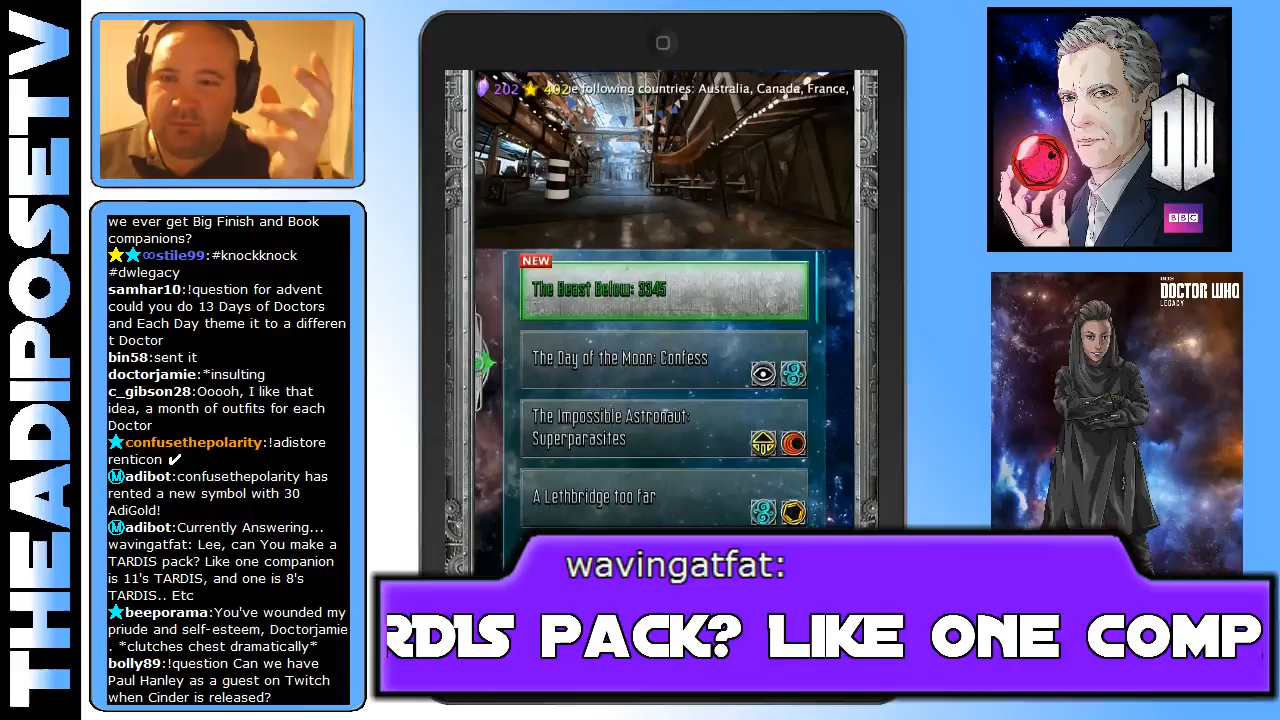 THEADIPOSETV
we ever get Big Finish and Book
companions?
∞stile99:#knockknock
#dwlegacy
samhar10:!question for advent
could you do 13 Days of Doctors
and Each Day theme it to a differen
t Doctor
bin58:sent it
doctorjamie:*insulting
c_gibson28:Ooooh, I like that
idea, a month of outfits for each
Doctor
confusethepolarity:!adistore
renticon ✔
adibot:confusethepolarity has
rented a new symbol with 30
AdiGold!
adibot:Currently Answering...
wavingatfat: Lee, can You make a
TARDIS pack? Like one companion
is 11's TARDIS, and one is 8's
TARDIS.. Etc
beeporama:You've wounded my
priude and self-esteem, Doctorjamie
. *clutches chest dramatically*
bolly89:!question Can we have
Paul Hanley as a guest on Twitch
when Cinder is released?
202 402 e following countries: Australia, Canada, France,
NEW
The Beast Below: 3345
The Day of the Moon: Confess
The Impossible Astronaut:
Superparasites
A Lethbridge too far
wavingatfat:
RDIS PACK? LIKE ONE COMP
DW
BBC
BBC
DOCTOR WHO
LEGACY